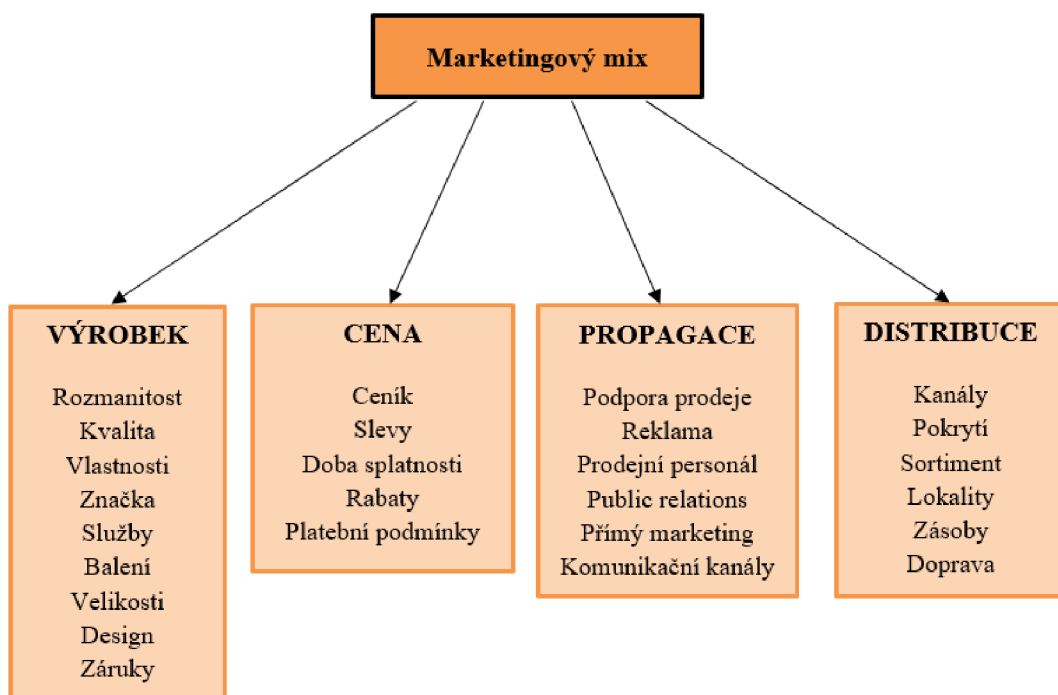 Marketingový mix
VÝROBEK
Rozmanitost
Kvalita
Vlastnosti
Značka
Služby
Balení
Velikosti
Design
Záruky
CENA
Ceník
Slevy
Doba splatnosti
Rabaty
Platební podmínky
PROPAGACE
Podpora prodeje
Reklama
Prodejní personál
Public relations
Přímý marketing
Komunikační kanály
DISTRIBUCE
Kanály
Pokrytí
Sortiment
Lokality
Zásoby
Doprava